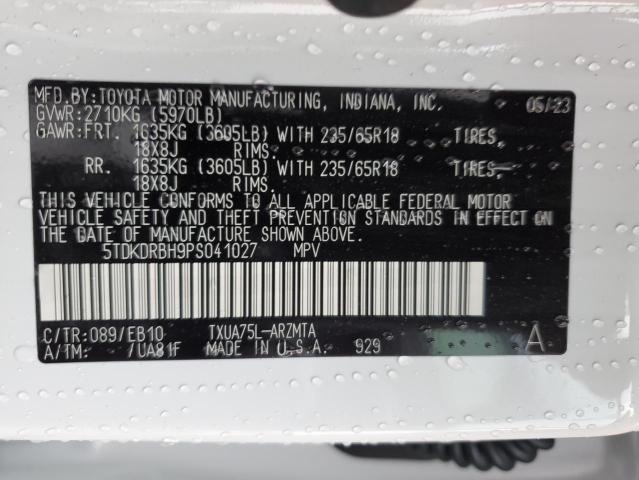 MFD.BY:TOYOTA MOTOR MANUFACTURING, INDIANA, INC. 05/23
GVWR:2710KG (5970LB)
GAWR:FRT. 1635KG (3605LB) WITH 235/65R18 TIRES,
18X8J RIMS.
RR. 1635KG (3605LB) WITH 235/65R18 TIRES,
18X8J RIMS.
THIS VEHICLE CONFORMS TO ALL APPLICABLE FEDERAL MOTOR
VEHICLE SAFETY AND THEFT PREVENTION STANDARDS IN EFFECT ON
THE DATE OF MANUFACTURE SHOWN ABOVE.
5TDKDRBH9PS041027 MPV
C/TR:089/EB10 TXUA75L-ARZMTA A
A/TM: /UA81F MADE IN U.S.A. 929